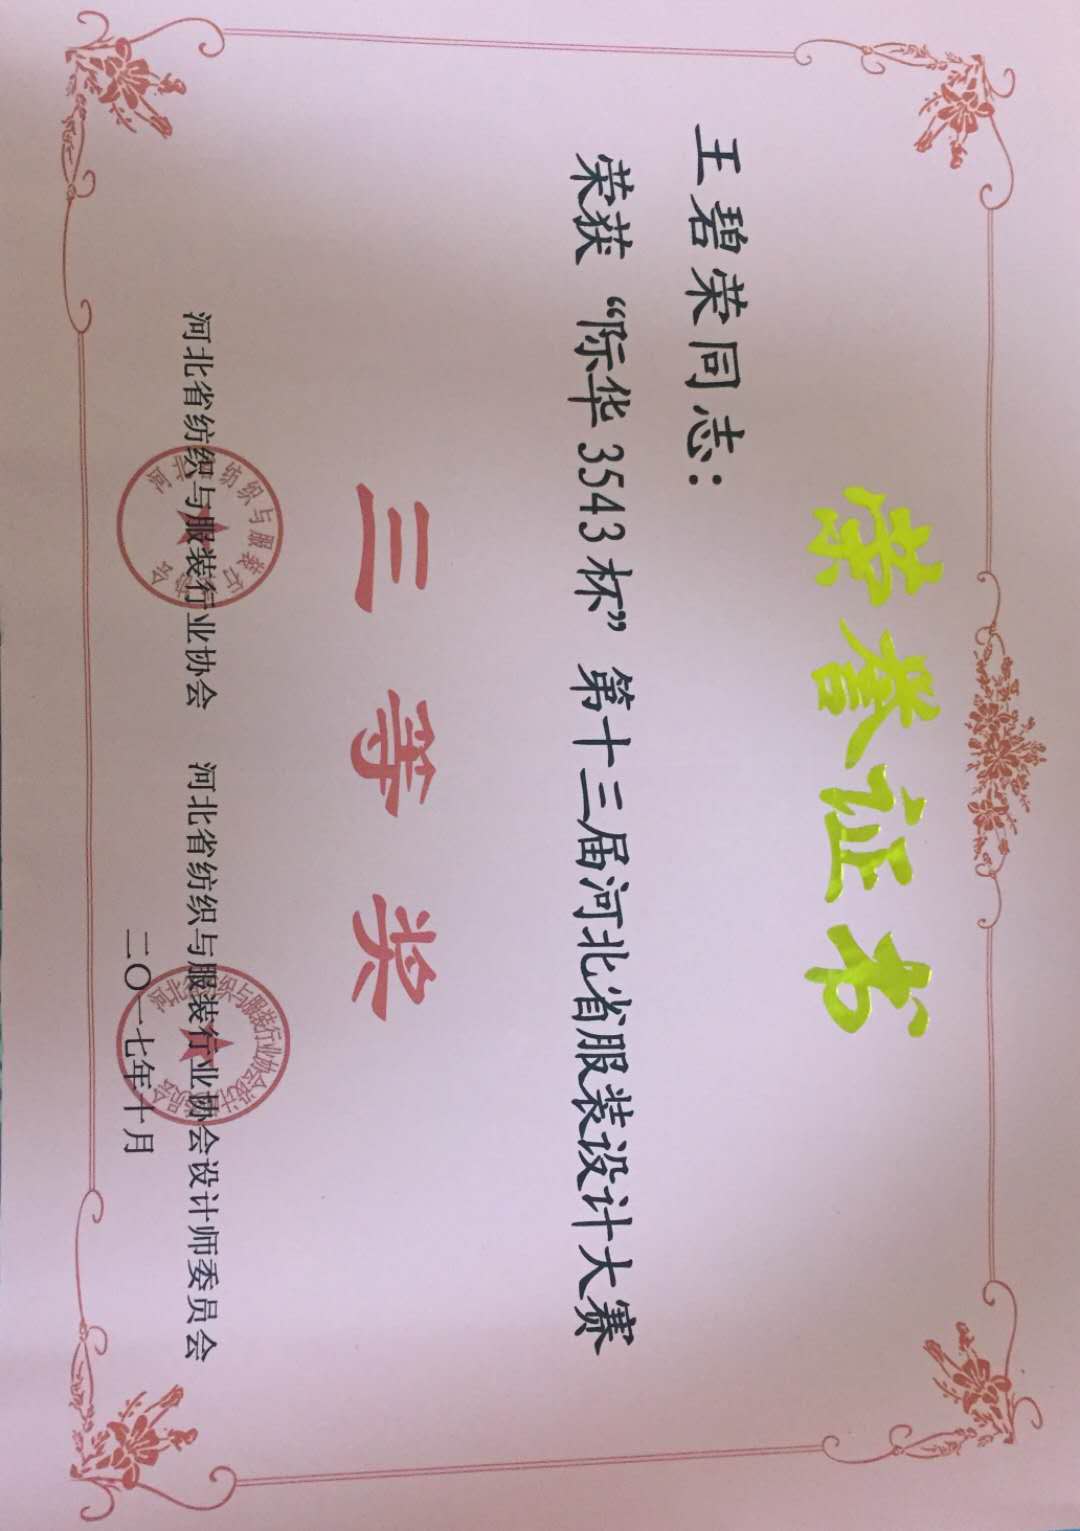 荣誉证书
王碧荣同志：
荣获“际华3543杯”第十三届河北省服装设计大赛
三等奖
河北省纺织与服装行业协会 河北省纺织与服装行业协会设计师委员会
二〇一七年十月